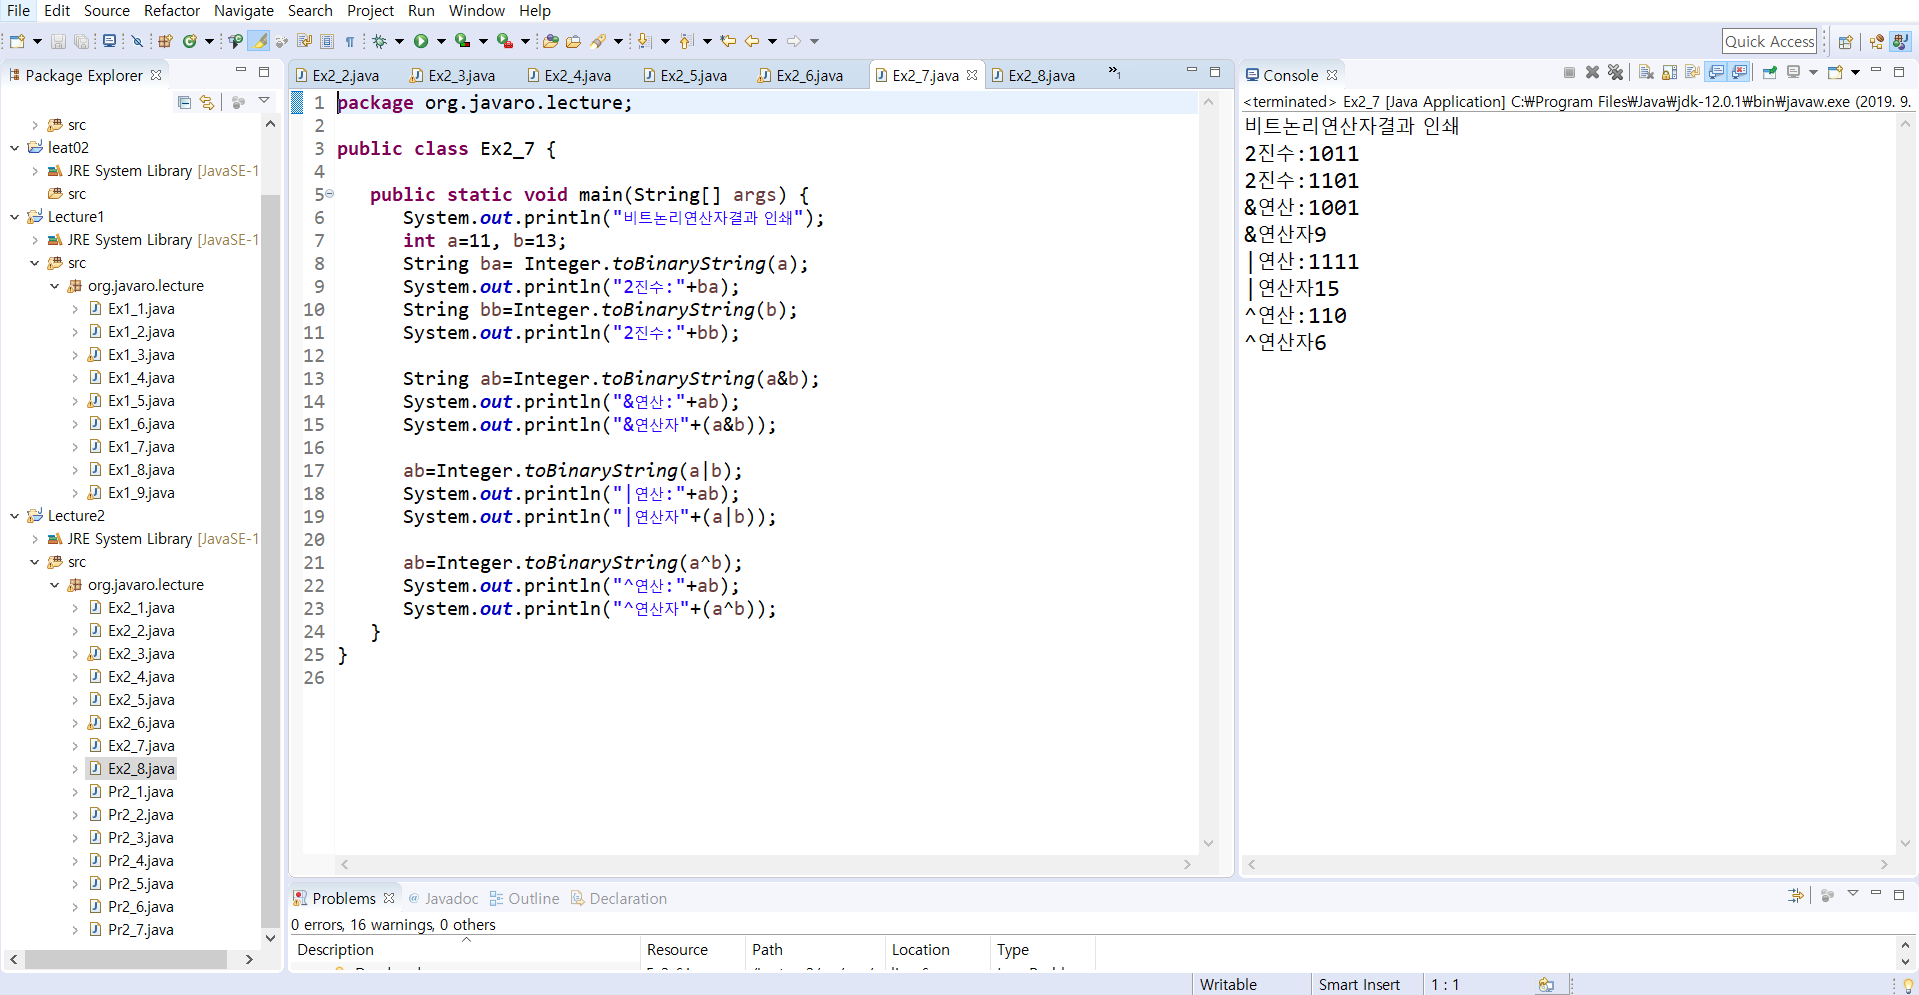 File Edit Source Refactor Navigate Search Project Run Window Help
Quick Access
Package Explorer
src
leat02
JRE System Library [JavaSE-1
src
Lecture1
JRE System Library [JavaSE-1
src
org.javaro.lecture
Ex1_1.java
Ex1_2.java
Ex1_3.java
Ex1_4.java
Ex1_5.java
Ex1_6.java
Ex1_7.java
Ex1_8.java
Ex1_9.java
Lecture2
JRE System Library [JavaSE-1
src
org.javaro.lecture
Ex2_1.java
Ex2_2.java
Ex2_3.java
Ex2_4.java
Ex2_5.java
Ex2_6.java
Ex2_7.java
Ex2_8.java
Pr2_1.java
Pr2_2.java
Pr2_3.java
Pr2_4.java
Pr2_5.java
Pr2_6.java
Pr2_7.java
Ex2_2.java Ex2_3.java Ex2_4.java Ex2_5.java Ex2_6.java Ex2_7.java Ex2_8.java »1
1 package org.javaro.lecture;
2
3 public class Ex2_7 {
4
5 public static void main(String[] args) {
6 System.out.println("비트논리연산자결과 인쇄");
7 int a=11, b=13;
8 String ba= Integer.toBinaryString(a);
9 System.out.println("2진수:"+ba);
10 String bb=Integer.toBinaryString(b);
11 System.out.println("2진수:"+bb);
12
13 String ab=Integer.toBinaryString(a&b);
14 System.out.println("&연산:"+ab);
15 System.out.println("&연산자"+(a&b));
16
17 ab=Integer.toBinaryString(a|b);
18 System.out.println("|연산:"+ab);
19 System.out.println("|연산자"+(a|b));
20
21 ab=Integer.toBinaryString(a^b);
22 System.out.println("^연산:"+ab);
23 System.out.println("^연산자"+(a^b));
24 }
25 }
26
Console
<terminated> Ex2_7 [Java Application] C:₩Program Files₩Java₩jdk-12.0.1₩bin₩javaw.exe (2019. 9.
비트논리연산자결과 인쇄
2진수:1011
2진수:1101
&연산:1001
&연산자9
|연산:1111
|연산자15
^연산:110
^연산자6
Problems Javadoc Outline Declaration
0 errors, 16 warnings, 0 others
Description Resource Path Location Type
Writable Smart Insert 1 : 1